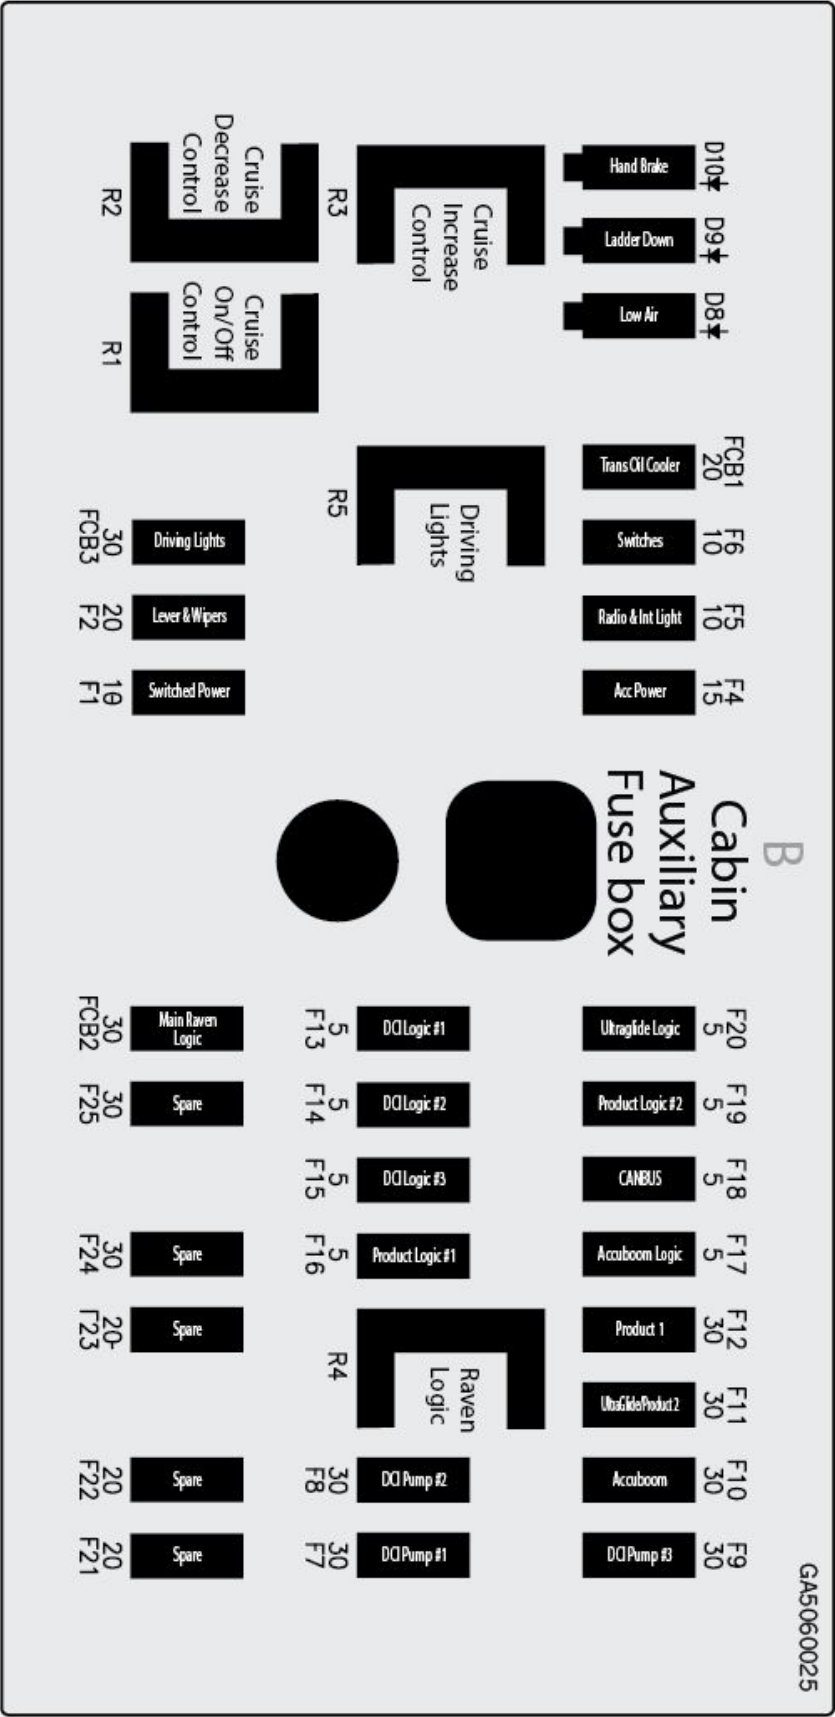 Cruise
Decrease
Control
R2
R3
Cruise
Increase
Control
Hand Brake
D10
Ladder Down
D9
Low Air
D8
Cruise
On/Off
Control
R1
R5
Driving
Lights
Trans Oil Cooler
FCB1
20
Driving Lights
30
FCB3
Switches
F6
10
Lever & Wipers
20
F2
Radio & Int Light
F5
10
Switched Power
10
F1
Acc Power
F4
15
B
Cabin
Auxiliary
Fuse box
Main Raven
Logic
30
FCB2
DCI Logic #1
5
F13
Ultraglide Logic
F20
5
Spare
30
F25
DCI Logic #2
5
F14
Product Logic #2
F19
5
DCI Logic #3
5
F15
CANBUS
F18
5
Spare
30
F24
Product Logic #1
5
F16
Accuboom Logic
F17
5
Spare
20
F23
R4
Raven
Logic
Product 1
F12
30
UltraGlide/Product 2
F11
30
Spare
20
F22
DCI Pump #2
30
F8
Accuboom
F10
30
Spare
20
F21
DCI Pump #1
30
F7
DCI Pump #3
F9
30
GA5060025